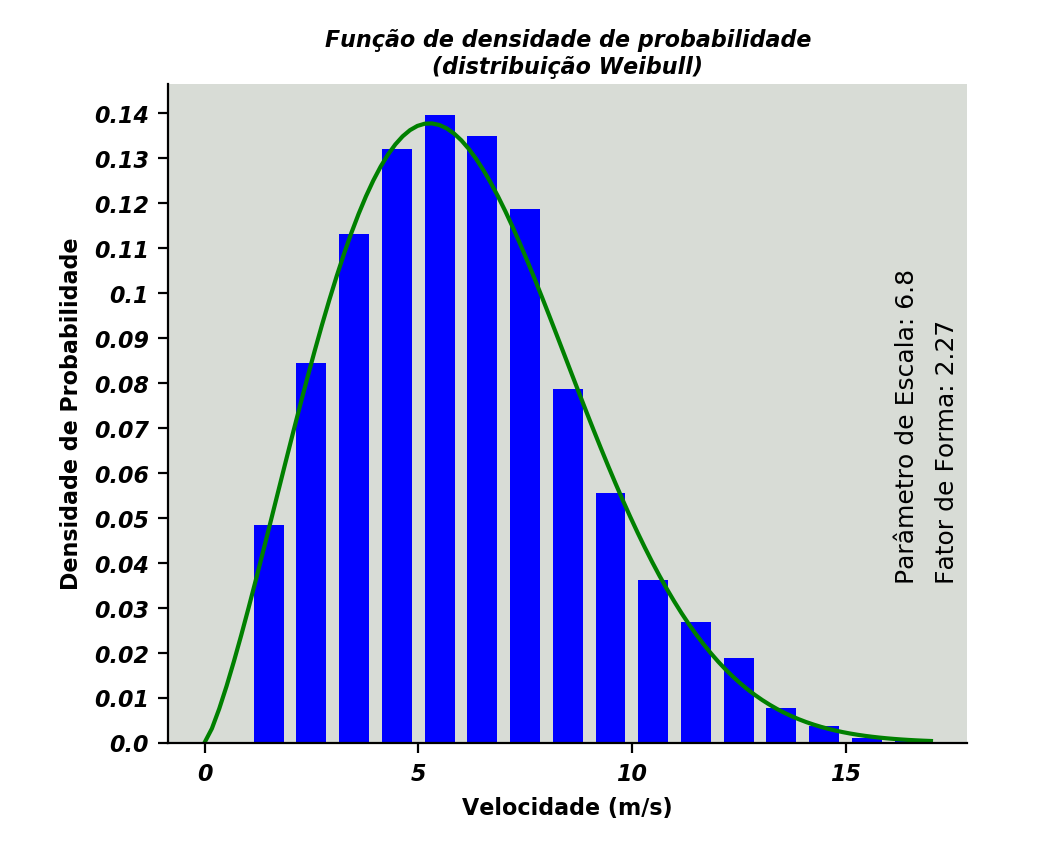 Função de densidade de probabilidade
(distribuição Weibull)
Densidade de Probabilidade
0.14
0.13
0.12
0.11
0.1
0.09
0.08
0.07
0.06
0.05
0.04
0.03
0.02
0.01
0.0
Parâmetro de Escala: 6.8
Fator de Forma: 2.27
0 5 10 15
Velocidade (m/s)